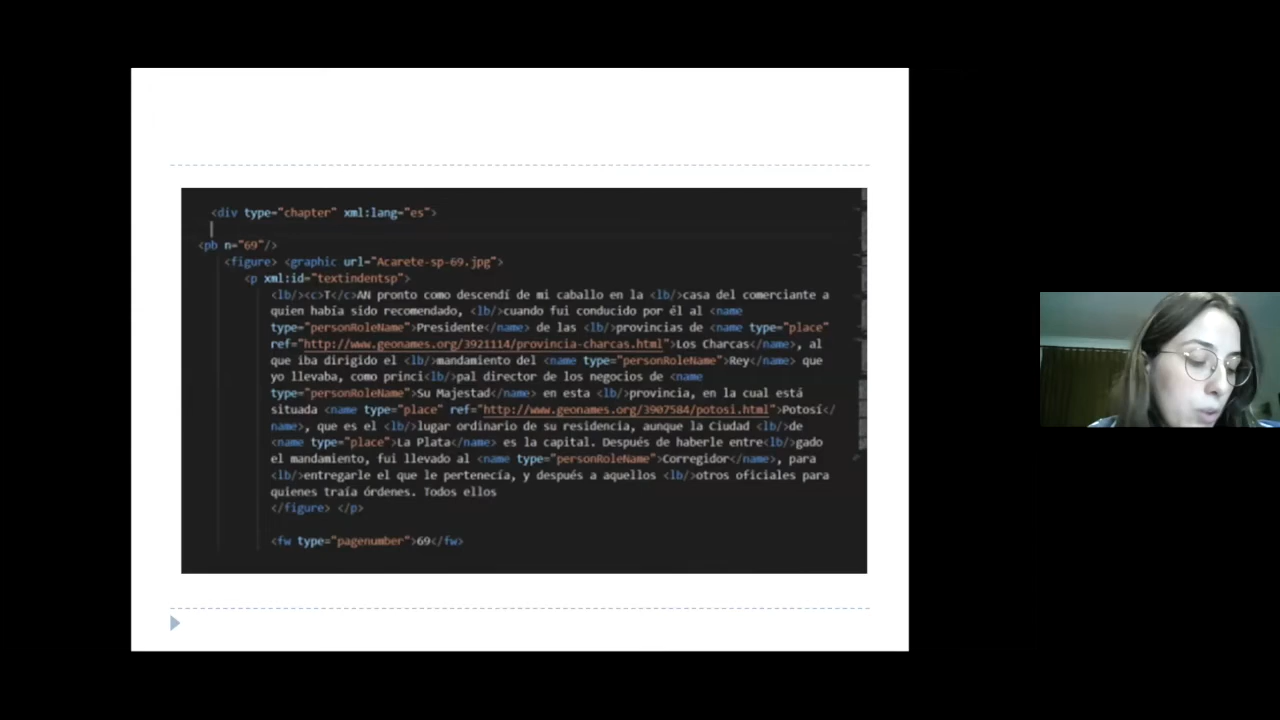 <div type="chapter" xml:lang="es">
<pb n="69"/>
<figure> <graphic url="Acarete-sp-69.jpg">
<p xml:id="textindentsp">
<lb/><c>T</c>AN pronto como descendí de mi caballo en la <lb/>casa del comerciante a
quien había sido recomendado, <lb/>cuando fui conducido por él al <name
type="personRoleName">Presidente</name> de las <lb/>provincias de <name type="place"
ref="http://www.geonames.org/3921114/provincia-charcas.html">Los Charcas</name>, al
que iba dirigido el <lb/>mandamiento del <name type="personRoleName">Rey</name> que
yo llevaba, como princi<lb/>pal director de los negocios de <name
type="personRoleName">Su Majestad</name> en esta <lb/>provincia, en la cual está
situada <name type="place" ref="http://www.geonames.org/3907584/potosi.html">Potosí</
name>, que es el <lb/>lugar ordinario de su residencia, aunque la Ciudad <lb/>de
<name type="place">La Plata</name> es la capital. Después de haberle entre<lb/>gado
el mandamiento, fui llevado al <name type="personRoleName">Corregidor</name>, para
<lb/>entregarle el que le pertenecía, y después a aquellos <lb/>otros oficiales para
quienes traía órdenes. Todos ellos
</figure> </p>
<fw type="pagenumber">69</fw>